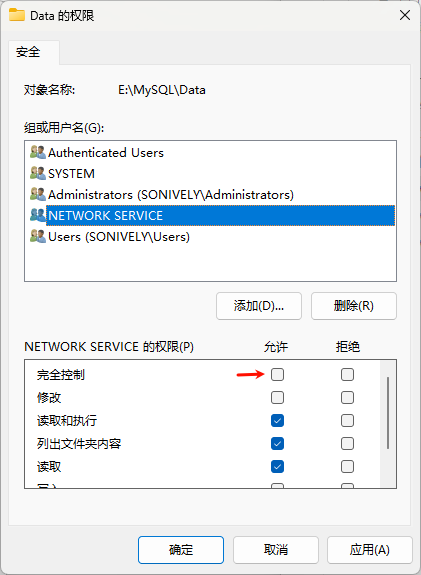 Data 的权限
安全
对象名称: E:\MySQL\Data
组或用户名(G):
Authenticated Users
SYSTEM
Administrators (SONIVELY\Administrators)
NETWORK SERVICE
Users (SONIVELY\Users)
添加(D)... 删除(R)
NETWORK SERVICE 的权限(P) 允许 拒绝
完全控制
修改
读取和执行
列出文件夹内容
读取
确定 取消 应用(A)